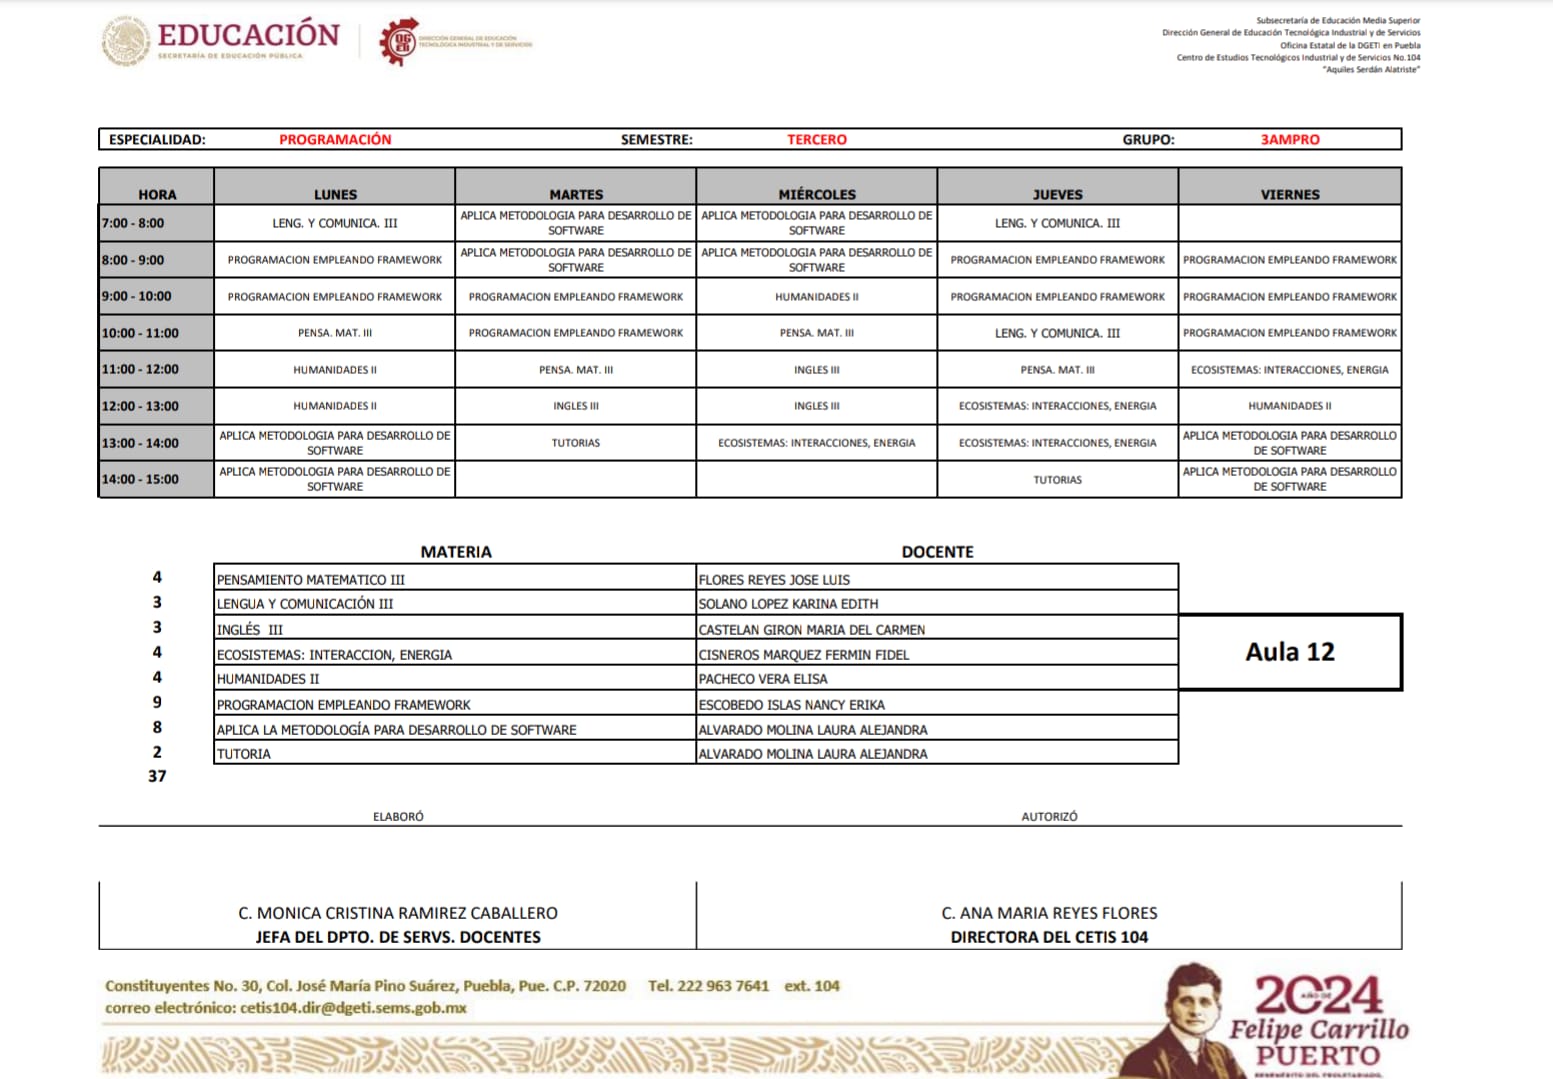 EDUCACIÓN
SECRETARÍA DE EDUCACIÓN PÚBLICA
DGETI
DIRECCIÓN GENERAL DE EDUCACIÓN
TECNOLÓGICA INDUSTRIAL Y DE SERVICIOS
Subsecretaría de Educación Media Superior
Dirección General de Educación Tecnológica Industrial y de Servicios
Oficina Estatal de la DGETI en Puebla
Centro de Estudios Tecnológicos Industrial y de Servicios No.104
"Aquiles Serdán Alatriste"
ESPECIALIDAD: PROGRAMACIÓN SEMESTRE: TERCERO GRUPO: 3AMPRO
HORA LUNES MARTES MIÉRCOLES JUEVES VIERNES
7:00 - 8:00 LENG. Y COMUNICA. III APLICA METODOLOGIA PARA DESARROLLO DE SOFTWARE APLICA METODOLOGIA PARA DESARROLLO DE SOFTWARE LENG. Y COMUNICA. III
8:00 - 9:00 PROGRAMACION EMPLEANDO FRAMEWORK APLICA METODOLOGIA PARA DESARROLLO DE SOFTWARE APLICA METODOLOGIA PARA DESARROLLO DE SOFTWARE PROGRAMACION EMPLEANDO FRAMEWORK PROGRAMACION EMPLEANDO FRAMEWORK
9:00 - 10:00 PROGRAMACION EMPLEANDO FRAMEWORK PROGRAMACION EMPLEANDO FRAMEWORK HUMANIDADES II PROGRAMACION EMPLEANDO FRAMEWORK PROGRAMACION EMPLEANDO FRAMEWORK
10:00 - 11:00 PENSA. MAT. III PROGRAMACION EMPLEANDO FRAMEWORK PENSA. MAT. III LENG. Y COMUNICA. III PROGRAMACION EMPLEANDO FRAMEWORK
11:00 - 12:00 HUMANIDADES II PENSA. MAT. III INGLES III PENSA. MAT. III ECOSISTEMAS: INTERACCIONES, ENERGIA
12:00 - 13:00 HUMANIDADES II INGLES III INGLES III ECOSISTEMAS: INTERACCIONES, ENERGIA HUMANIDADES II
13:00 - 14:00 APLICA METODOLOGIA PARA DESARROLLO DE SOFTWARE TUTORIAS ECOSISTEMAS: INTERACCIONES, ENERGIA ECOSISTEMAS: INTERACCIONES, ENERGIA APLICA METODOLOGIA PARA DESARROLLO DE SOFTWARE
14:00 - 15:00 APLICA METODOLOGIA PARA DESARROLLO DE SOFTWARE TUTORIAS APLICA METODOLOGIA PARA DESARROLLO DE SOFTWARE
MATERIA DOCENTE
4 PENSAMIENTO MATEMATICO III FLORES REYES JOSE LUIS
3 LENGUA Y COMUNICACIÓN III SOLANO LOPEZ KARINA EDITH
3 INGLÉS III CASTELAN GIRON MARIA DEL CARMEN
4 ECOSISTEMAS: INTERACCION, ENERGIA CISNEROS MARQUEZ FERMIN FIDEL
Aula 12
4 HUMANIDADES II PACHECO VERA ELISA
9 PROGRAMACION EMPLEANDO FRAMEWORK ESCOBEDO ISLAS NANCY ERIKA
8 APLICA LA METODOLOGÍA PARA DESARROLLO DE SOFTWARE ALVARADO MOLINA LAURA ALEJANDRA
2 TUTORIA ALVARADO MOLINA LAURA ALEJANDRA
37
ELABORÓ AUTORIZÓ
C. MONICA CRISTINA RAMIREZ CABALLERO C. ANA MARIA REYES FLORES
JEFA DEL DPTO. DE SERVS. DOCENTES DIRECTORA DEL CETIS 104
Constituyentes No. 30, Col. José María Pino Suárez, Puebla, Pue. C.P. 72020 Tel. 222 963 7641 ext. 104
correo electrónico: cetis104.dir@dgeti.sems.gob.mx
2024
AÑO DE
Felipe Carrillo
PUERTO